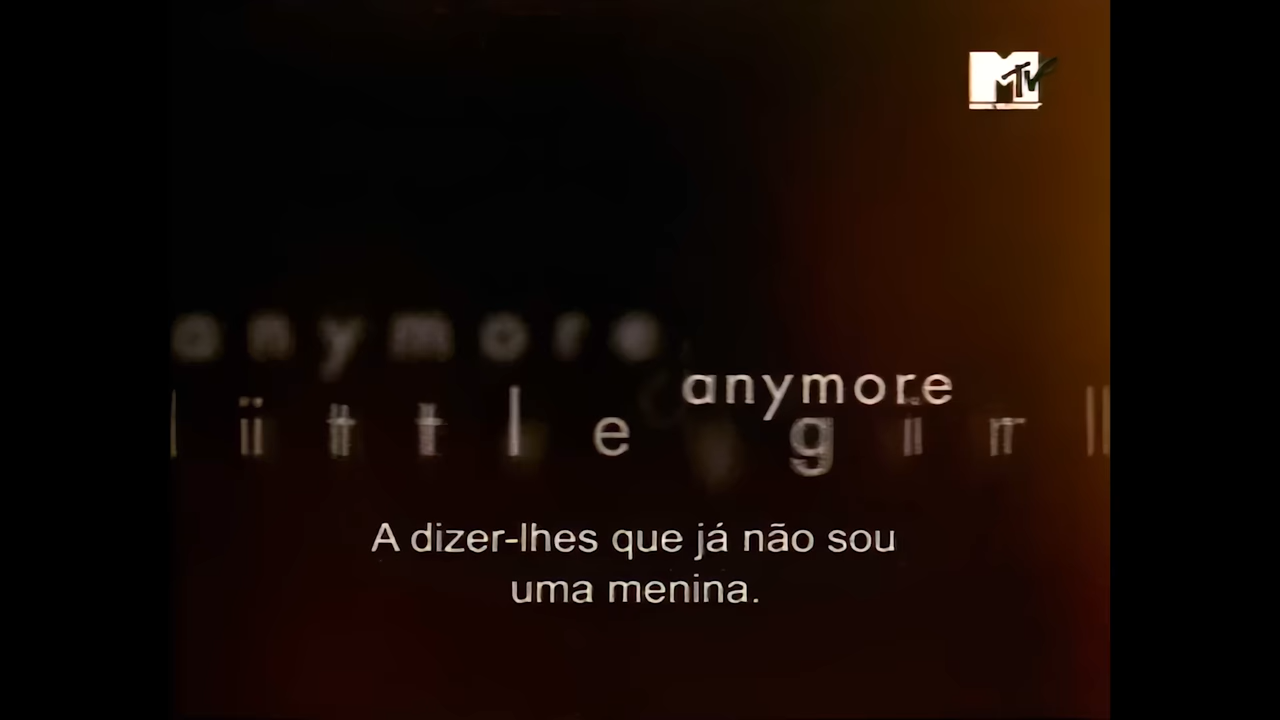 MTV
anymore
anymore
little girl
A dizer-lhes que já não sou
uma menina.